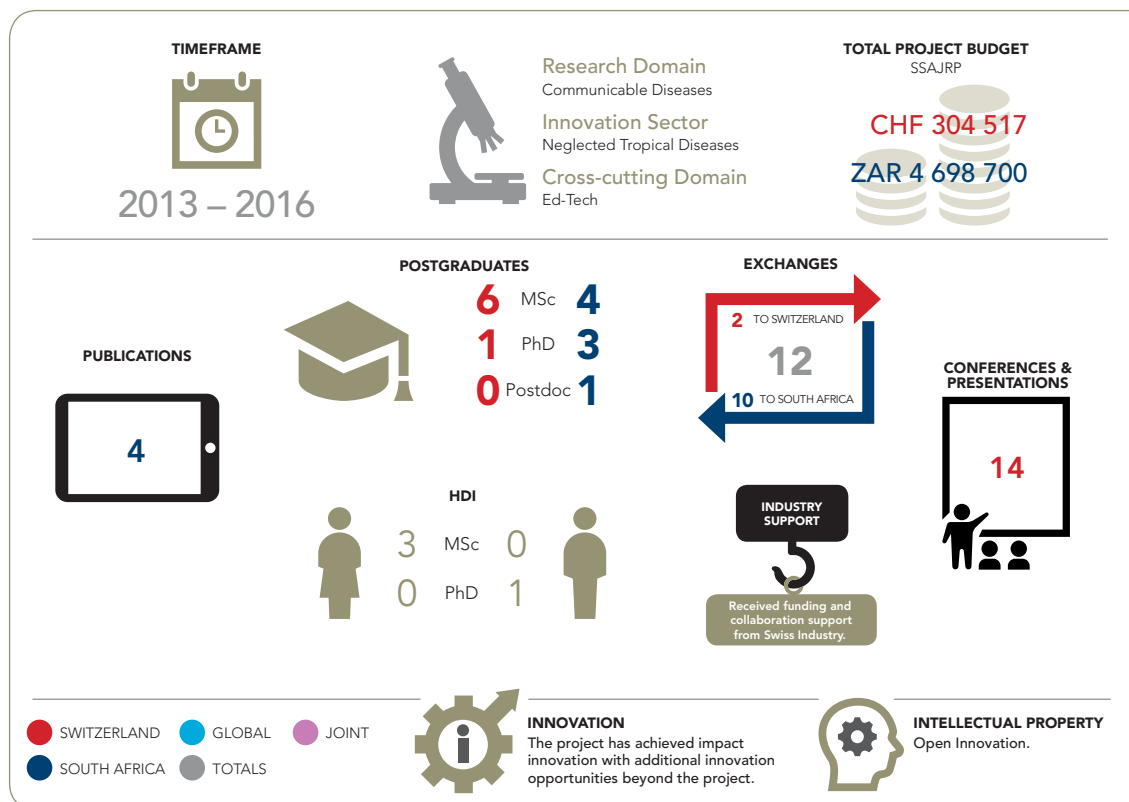 TIMEFRAME
2013 – 2016
Research Domain
Communicable Diseases
Innovation Sector
Neglected Tropical Diseases
Cross-cutting Domain
Ed-Tech
TOTAL PROJECT BUDGET
SSAJRP
CHF 304 517
ZAR 4 698 700
PUBLICATIONS
4
POSTGRADUATES
6 MSc 4
1 PhD 3
0 Postdoc 1
EXCHANGES
2 TO SWITZERLAND
12
10 TO SOUTH AFRICA
CONFERENCES &
PRESENTATIONS
14
HDI
3 MSc 0
0 PhD 1
INDUSTRY
SUPPORT
Received funding and
collaboration support
from Swiss Industry.
SWITZERLAND
GLOBAL
JOINT
SOUTH AFRICA
TOTALS
i
INNOVATION
The project has achieved impact
innovation with additional innovation
opportunities beyond the project.
INTELLECTUAL PROPERTY
Open Innovation.